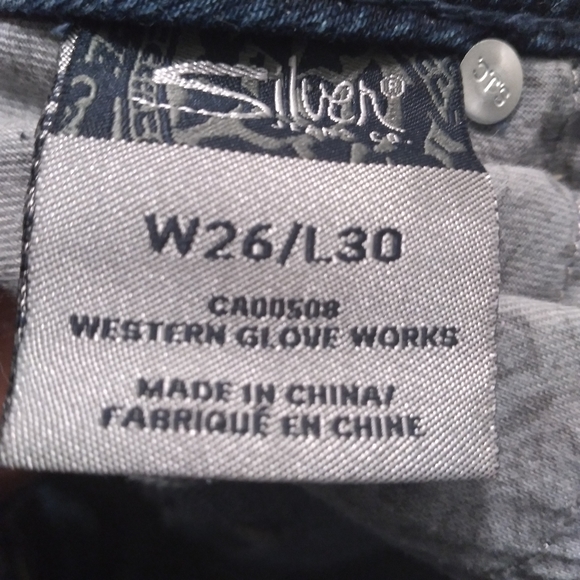 Silver®
W26/L30
CA00508
WESTERN GLOVE WORKS
MADE IN CHINA/
FABRIQUÉ EN CHINE